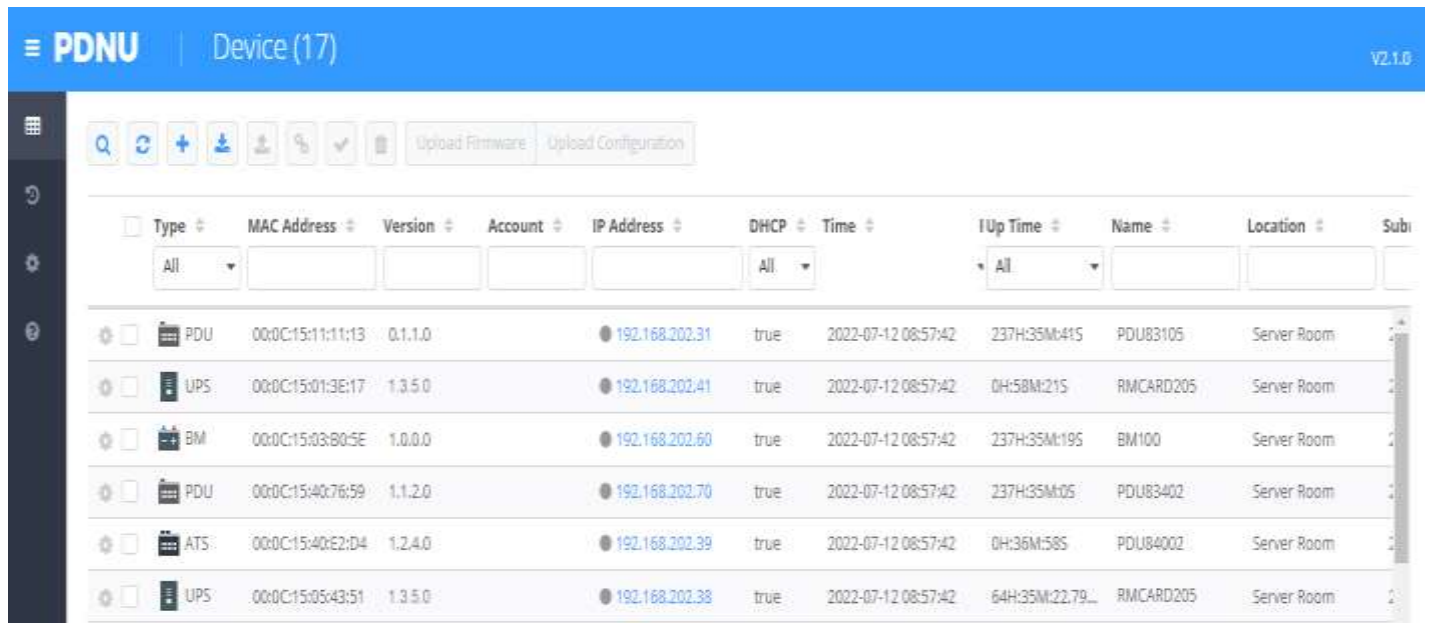 PDNU Device (17) V2.1.0
Upload Firmware Upload Configuration
Type MAC Address Version Account IP Address DHCP Time Up Time Name Location
All All All
PDU 00:0C:15:11:11:13 0.1.1.0 192.168.202.31 true 2022-07-12 08:57:42 237H:35M:41S PDU83105 Server Room
UPS 00:0C:15:01:3E:17 1.3.5.0 192.168.202.41 true 2022-07-12 08:57:42 0H:58M:21S RMCARD205 Server Room
BM 00:0C:15:03:B0:5E 1.0.0.0 192.168.202.60 true 2022-07-12 08:57:42 237H:35M:19S BM100 Server Room
PDU 00:0C:15:40:76:59 1.1.2.0 192.168.202.70 true 2022-07-12 08:57:42 237H:35M:0S PDU83402 Server Room
ATS 00:0C:15:40:E2:D4 1.2.4.0 192.168.202.39 true 2022-07-12 08:57:42 0H:36M:58S PDU84002 Server Room
UPS 00:0C:15:05:43:51 1.3.5.0 192.168.202.38 true 2022-07-12 08:57:42 64H:35M:22.79... RMCARD205 Server Room